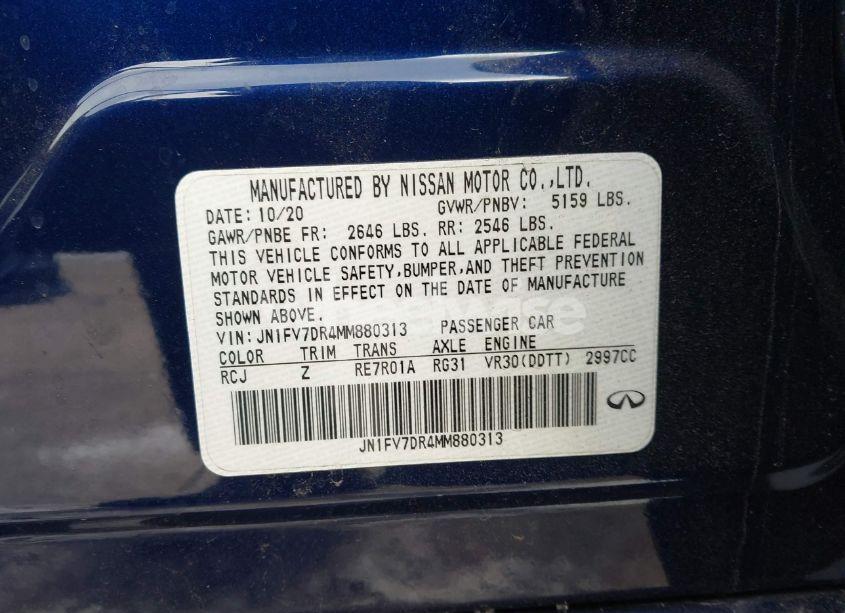 MANUFACTURED BY NISSAN MOTOR CO.,LTD.
DATE: 10/20 GVWR/PNBV: 5159 LBS.
GAWR/PNBE FR: 2646 LBS. RR: 2546 LBS.
THIS VEHICLE CONFORMS TO ALL APPLICABLE FEDERAL
MOTOR VEHICLE SAFETY,BUMPER,AND THEFT PREVENTION
STANDARDS IN EFFECT ON THE DATE OF MANUFACTURE
SHOWN ABOVE.
VIN: JN1FV7DR4MM880313 PASSENGER CAR
COLOR TRIM TRANS AXLE ENGINE
RCJ Z RE7R01A RG31 VR30(DDTT) 2997CC
JN1FV7DR4MM880313